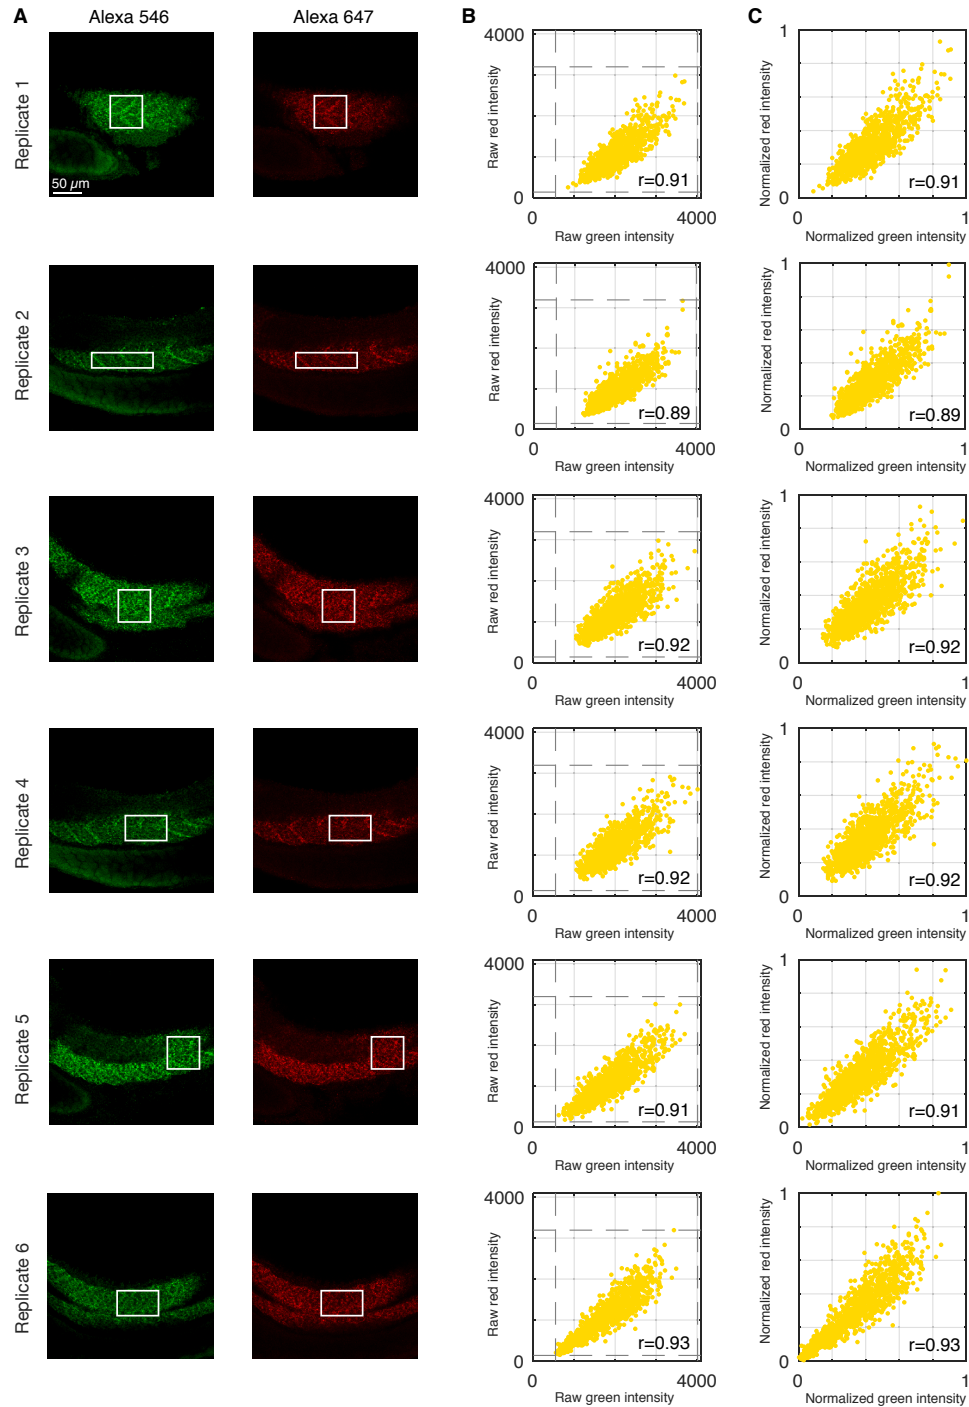 A Alexa 546 Alexa 647 B C
Replicate 1
50 µm
4000
Raw red intensity
0
r=0.91
0 4000
Raw green intensity
1
Normalized red intensity
0
r=0.91
0 1
Normalized green intensity
Replicate 2
4000
Raw red intensity
0
r=0.89
0 4000
Raw green intensity
1
Normalized red intensity
0
r=0.89
0 1
Normalized green intensity
Replicate 3
4000
Raw red intensity
0
r=0.92
0 4000
Raw green intensity
1
Normalized red intensity
0
r=0.92
0 1
Normalized green intensity
Replicate 4
4000
Raw red intensity
0
r=0.92
0 4000
Raw green intensity
1
Normalized red intensity
0
r=0.92
0 1
Normalized green intensity
Replicate 5
4000
Raw red intensity
0
r=0.91
0 4000
Raw green intensity
1
Normalized red intensity
0
r=0.91
0 1
Normalized green intensity
Replicate 6
4000
Raw red intensity
0
r=0.93
0 4000
Raw green intensity
1
Normalized red intensity
0
r=0.93
0 1
Normalized green intensity